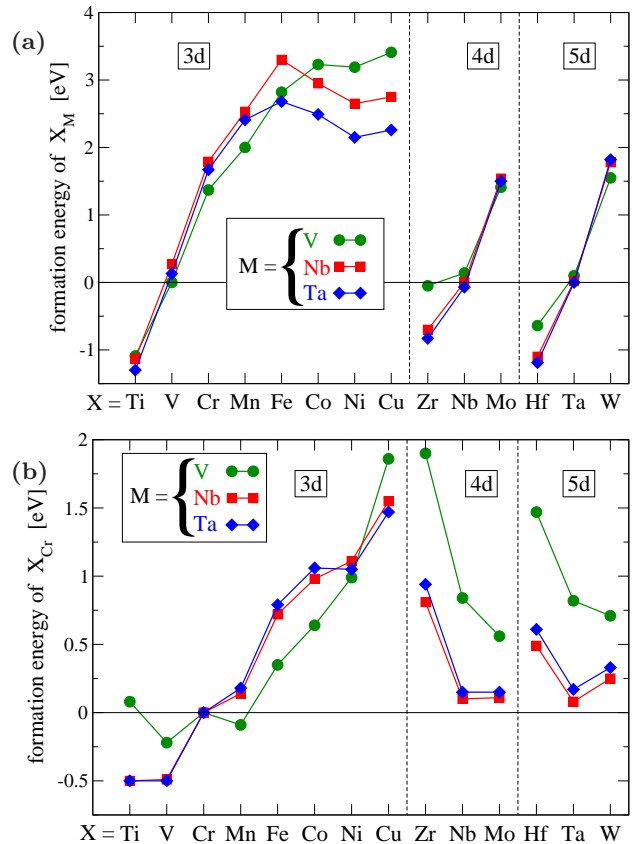 (a)
formation energy of X_M [eV]
4
3
2
1
0
-1
3d
4d
5d
M = { V
Nb
Ta
X = Ti V Cr Mn Fe Co Ni Cu Zr Nb Mo Hf Ta W
(b)
formation energy of X_Cr [eV]
2
1.5
1
0.5
0
-0.5
M = { V
Nb
Ta
3d
4d
5d
X = Ti V Cr Mn Fe Co Ni Cu Zr Nb Mo Hf Ta W